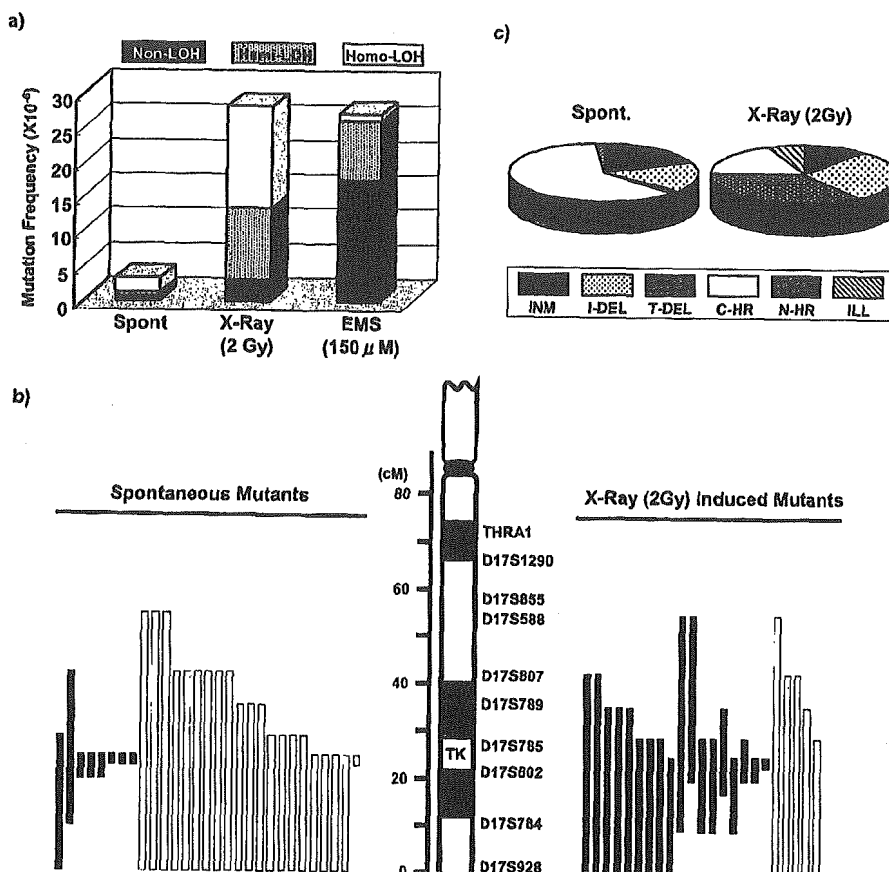 a)
Non-LOH
Homo-LOH
Mutation Frequency (X10⁻⁶)
30
25
20
15
10
5
0
Spont
X-Ray
(2 Gy)
EMS
(150 μM)
c)
Spont.
X-Ray (2Gy)
INM
I-DEL
T-DEL
C-HR
N-HR
ILL
b)
Spontaneous Mutants
(cM)
80
60
40
20
0
TK
THRA1
D17S1290
D17S855
D17S588
D17S807
D17S789
D17S785
D17S802
D17S784
D17S928
X-Ray (2Gy) Induced Mutants